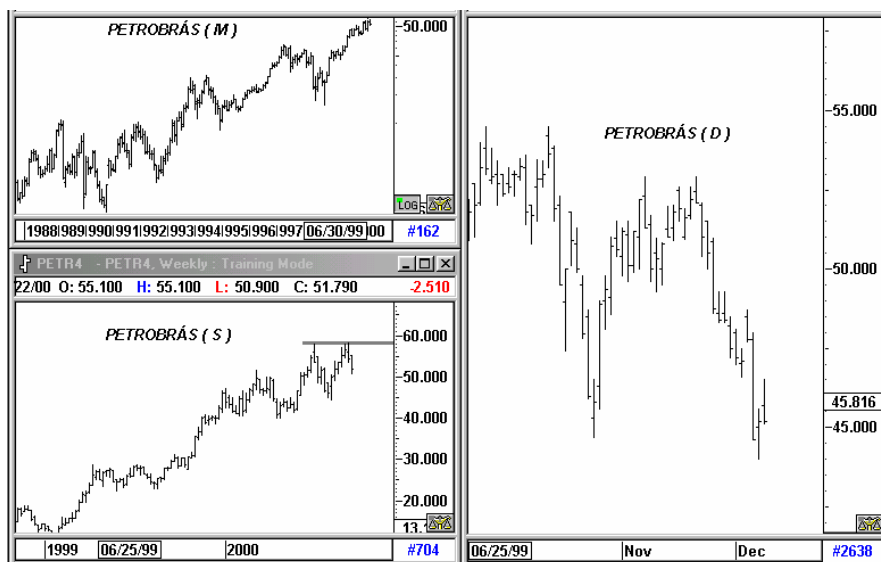 PETROBRÁS ( M )
50.000
LOG
1988 1989 1990 1991 1992 1993 1994 1995 1996 1997 06/30/99 00
#162
PETR4 - PETR4, Weekly : Training Mode
22/00 O: 55.100 H: 55.100 L: 50.900 C: 51.790 -2.510
PETROBRÁS ( S )
60.000
50.000
40.000
30.000
20.000
1999 06/25/99 2000
#704
PETROBRÁS ( D )
55.000
50.000
45.816
45.000
06/25/99 Nov Dec
#2638